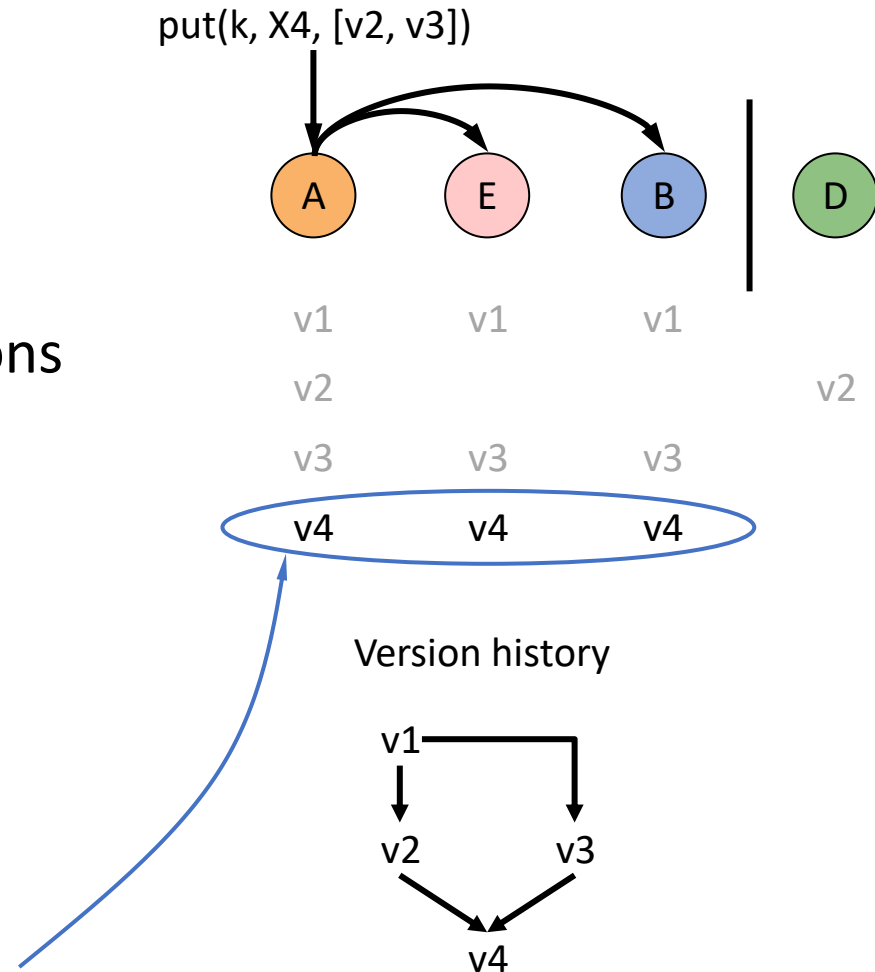 put(k, X4, [v2, v3])
A E B D
v1 v1 v1
ons
v2 v2
v3 v3 v3
v4 v4 v4
Version history
v1
v2 v3
v4